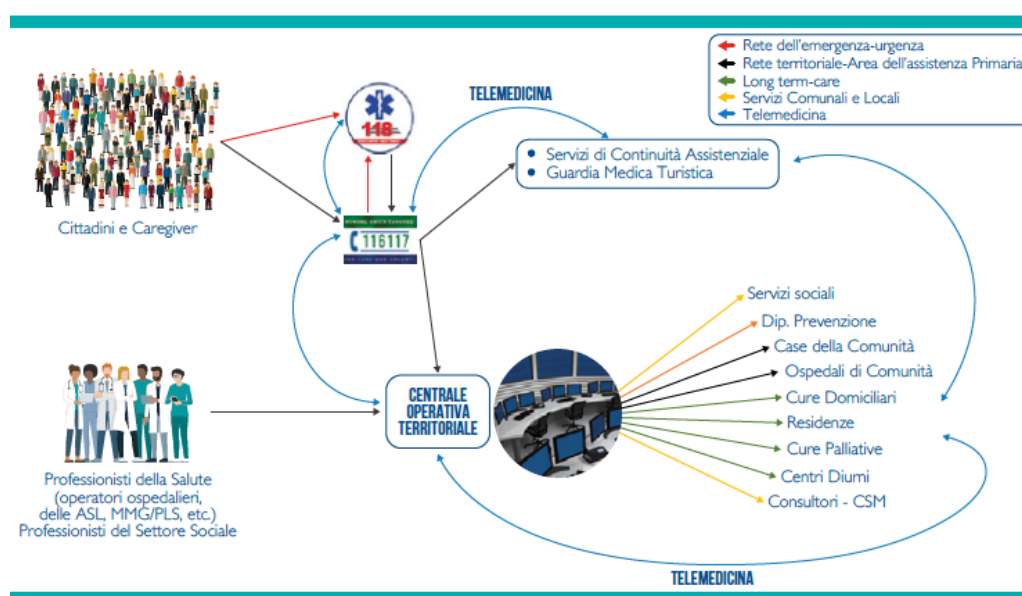 Rete dell'emergenza-urgenza
Rete territoriale-Area dell'assistenza Primaria
Long term-care
Servizi Comunali e Locali
Telemedicina
TELEMEDICINA
118
Servizi di Continuità Assistenziale
Guardia Medica Turistica
Cittadini e Caregiver
116117
Servizi sociali
Dip. Prevenzione
Case della Comunità
Ospedali di Comunità
Cure Domiciliari
Residenze
Cure Palliative
Centri Diurni
Consultori - CSM
CENTRALE
OPERATIVA
TERRITORIALE
Professionisti della Salute
(operatori ospedalieri,
delle ASL, MMG/PLS, etc.)
Professionisti del Settore Sociale
TELEMEDICINA